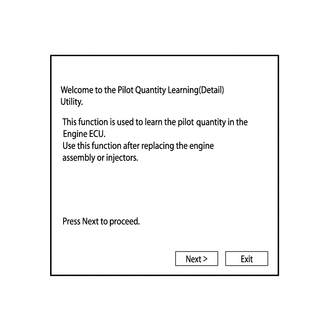 Welcome to the Pilot Quantity Learning(Detail)
Utility.
This function is used to learn the pilot quantity in the
Engine ECU.
Use this function after replacing the engine
assembly or injectors.
Press Next to proceed.
Next >
Exit